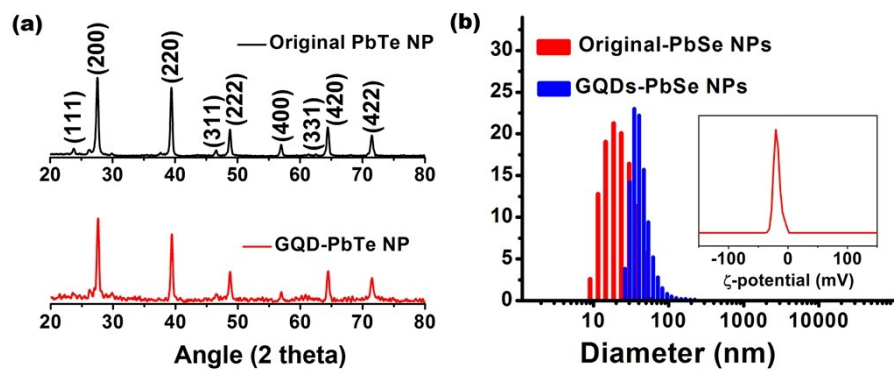 (a)
Original PbTe NP
(111)
(200)
(220)
(311)
(222)
(400)
(331)
(420)
(422)
20 30 40 50 60 70 80
GQD-PbTe NP
20 30 40 50 60 70 80
Angle (2 theta)
(b)
Original-PbSe NPs
GQDs-PbSe NPs
30
25
20
15
10
5
0
-100 0 100
ζ-potential (mV)
10 100 1000 10000
Diameter (nm)